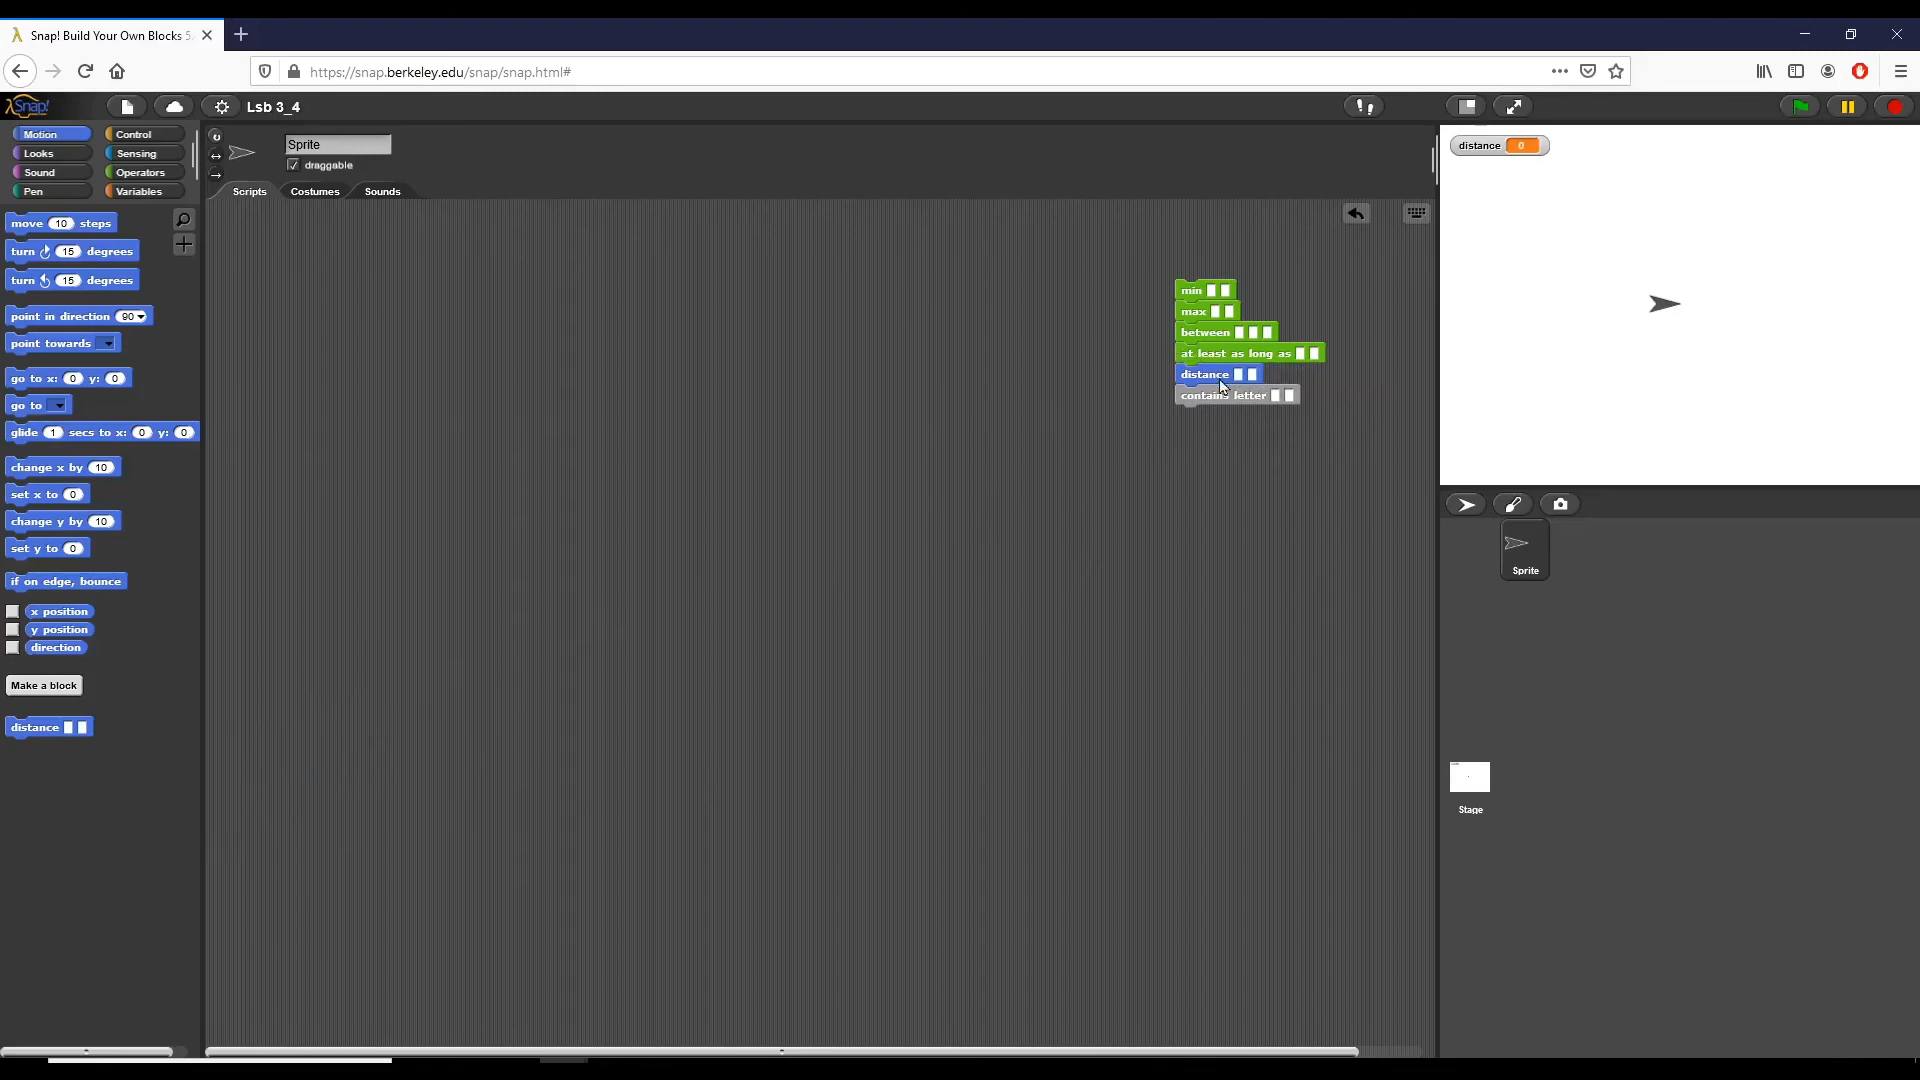 Snap! Build Your Own Blocks 5.
https://snap.berkeley.edu/snap/snap.html#
Snap!
Lsb 3_4
Motion
Control
Looks
Sensing
Sound
Operators
Pen
Variables
Sprite
draggable
Scripts
Costumes
Sounds
move 10 steps
turn 15 degrees
turn 15 degrees
point in direction 90
point towards
go to x: 0 y: 0
go to
glide 1 secs to x: 0 y: 0
change x by 10
set x to 0
change y by 10
set y to 0
if on edge, bounce
x position
y position
direction
Make a block
distance
min
max
between
at least as long as
distance
contains letter
distance 0
Sprite
Stage